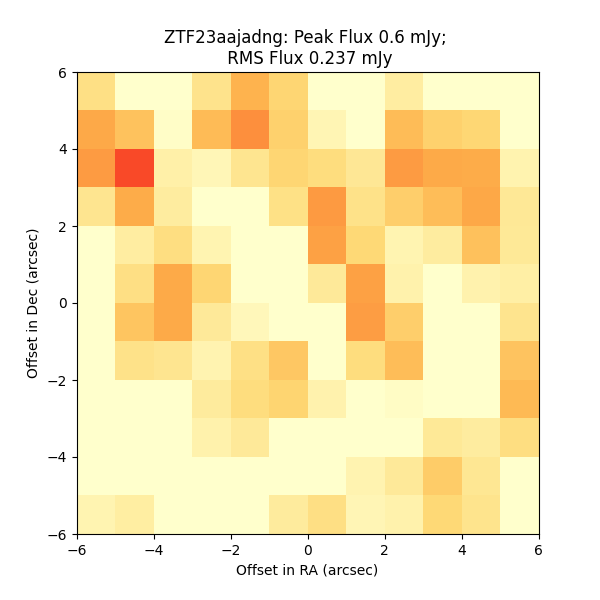 ZTF23aajadng: Peak Flux 0.6 mJy;
RMS Flux 0.237 mJy
6
4
2
0
−2
−4
−6
Offset in Dec (arcsec)
−6 −4 −2 0 2 4 6
Offset in RA (arcsec)